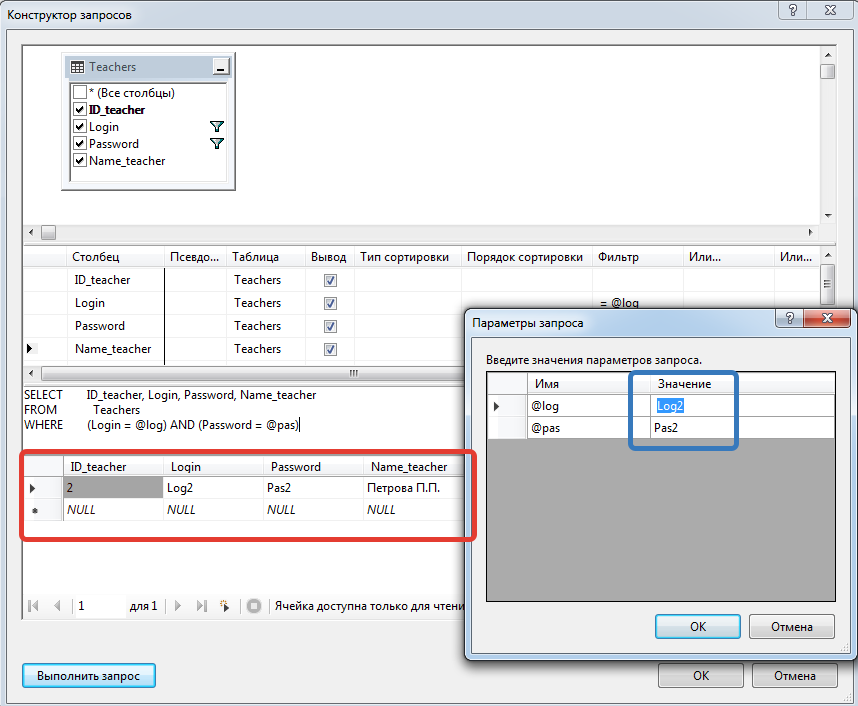 Конструктор запросов
Teachers
* (Все столбцы)
ID_teacher
Login
Password
Name_teacher
Столбец Псевдо... Таблица Вывод Тип сортировки Порядок сортировки Фильтр Или... Или...
ID_teacher Teachers
Login Teachers = @log
Password Teachers
Name_teacher Teachers
SELECT ID_teacher, Login, Password, Name_teacher
FROM Teachers
WHERE (Login = @log) AND (Password = @pas)
ID_teacher Login Password Name_teacher
2 Log2 Pas2 Петрова П.П.
NULL NULL NULL NULL
1 для 1 Ячейка доступна только для чтени
Выполнить запрос
OK Отмена
Параметры запроса
Введите значения параметров запроса.
Имя Значение
@log Log2
@pas Pas2
OK Отмена